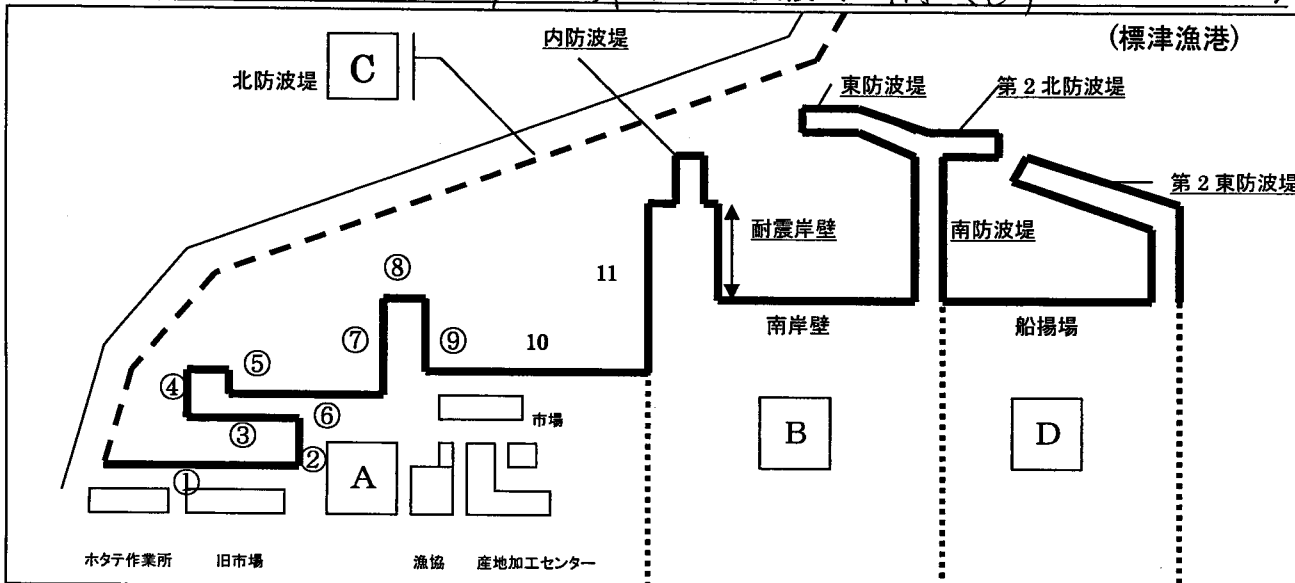 (標津漁港)
内防波堤
北防波堤
C
東防波堤
第2北防波堤
第2東防波堤
耐震岸壁
南防波堤
11
⑧
⑦
⑨
10
南岸壁
船揚場
⑤
④
⑥
③
②
①
市場
A
B
D
ホタテ作業所
旧市場
漁協
産地加工センター